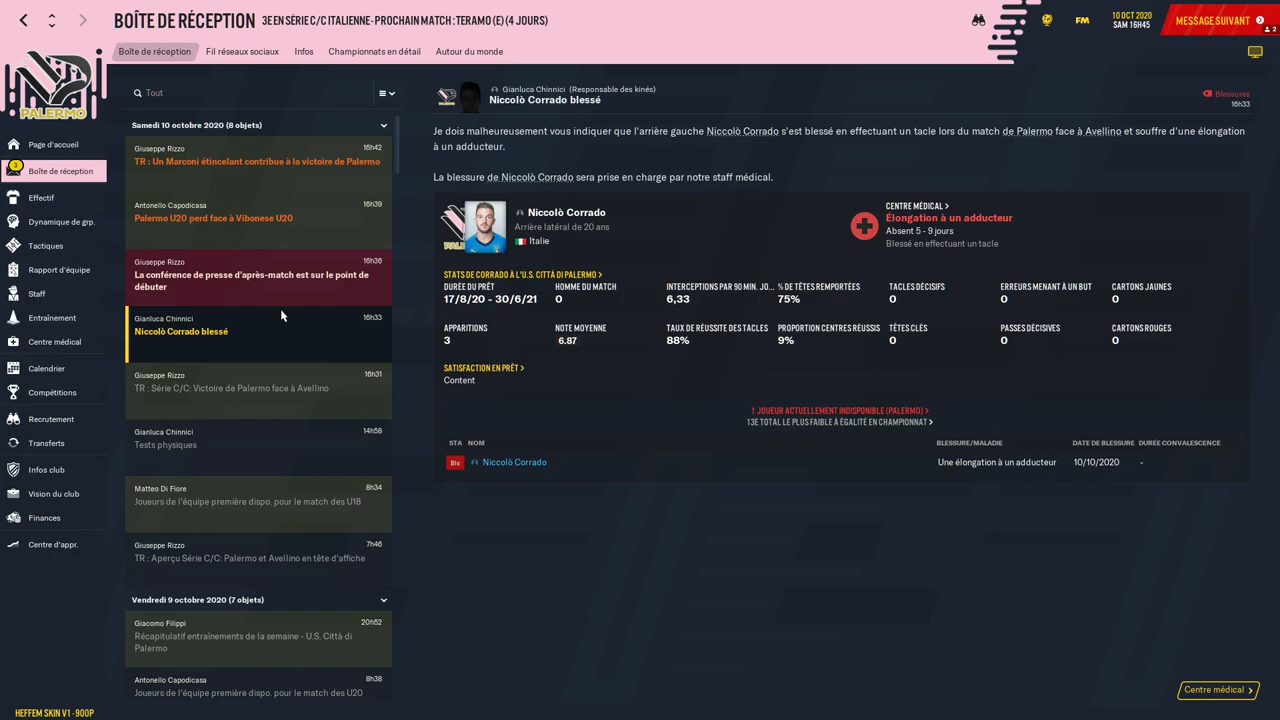 BOÎTE DE RÉCEPTION
3E EN SÉRIE C/C ITALIENNE - PROCHAIN MATCH : TERAMO (E) (4 JOURS)
FM
10 OCT 2020
SAM 16H45
MESSAGE SUIVANT
2
Boîte de réception
Fil réseaux sociaux
Infos
Championnats en détail
Autour du monde
PALERMO
Page d'accueil
3
Boîte de réception
Effectif
Dynamique de grp.
Tactiques
Rapport d'équipe
Staff
Entraînement
Centre médical
Calendrier
Compétitions
Recrutement
Transferts
Infos club
Vision du club
Finances
Centre d'appr.
HEFFEM SKIN V1 - 900P
Tout
Samedi 10 octobre 2020 (8 objets)
Giuseppe Rizzo 16h42
TR : Un Marconi étincelant contribue à la victoire de Palermo
Antonello Capodicasa 16h39
Palermo U20 perd face à Vibonese U20
Giuseppe Rizzo 16h36
La conférence de presse d'après-match est sur le point de
débuter
Gianluca Chinnici 16h33
Niccolò Corrado blessé
Giuseppe Rizzo 16h31
TR : Série C/C: Victoire de Palermo face à Avellino
Gianluca Chinnici 14h58
Tests physiques
Matteo Di Fiore 8h34
Joueurs de l'équipe première dispo. pour le match des U18
Giuseppe Rizzo 7h46
TR : Aperçu Série C/C: Palermo et Avellino en tête d'affiche
Vendredi 9 octobre 2020 (7 objets)
Giacomo Filippi 20h52
Récapitulatif entraînements de la semaine - U.S. Città di
Palermo
Antonello Capodicasa 8h38
Joueurs de l'équipe première dispo. pour le match des U20
Gianluca Chinnici (Responsable des kinés)
Niccolò Corrado blessé
Blessures
16h33
Je dois malheureusement vous indiquer que l'arrière gauche Niccolò Corrado s'est blessé en effectuant un tacle lors du match de Palermo face à Avellino et souffre d'une élongation
à un adducteur.
La blessure de Niccolò Corrado sera prise en charge par notre staff médical.
Niccolò Corrado
Arrière latéral de 20 ans
Italie
CENTRE MÉDICAL >
Élongation à un adducteur
Absent 5 - 9 jours
Blessé en effectuant un tacle
STATS DE CORRADO À L'U.S. CITTÀ DI PALERMO >
DURÉE DU PRÊT HOMME DU MATCH INTERCEPTIONS PAR 90 MIN. JO... % DE TÊTES REMPORTÉES TACLES DÉCISIFS ERREURS MENANT À UN BUT CARTONS JAUNES
17/8/20 - 30/6/21 0 6,33 75% 0 0 0
APPARITIONS NOTE MOYENNE TAUX DE RÉUSSITE DES TACLES PROPORTION CENTRES RÉUSSIS TÊTES CLÉS PASSES DÉCISIVES CARTONS ROUGES
3 6.87 88% 9% 0 0 0
SATISFACTION EN PRÊT >
Content
1 JOUEUR ACTUELLEMENT INDISPONIBLE (PALERMO) >
13E TOTAL LE PLUS FAIBLE À ÉGALITÉ EN CHAMPIONNAT >
STA NOM BLESSURE/MALADIE DATE DE BLESSURE DURÉE CONVALESCENCE
Bls Niccolò Corrado Une élongation à un adducteur 10/10/2020 -
Centre médical >